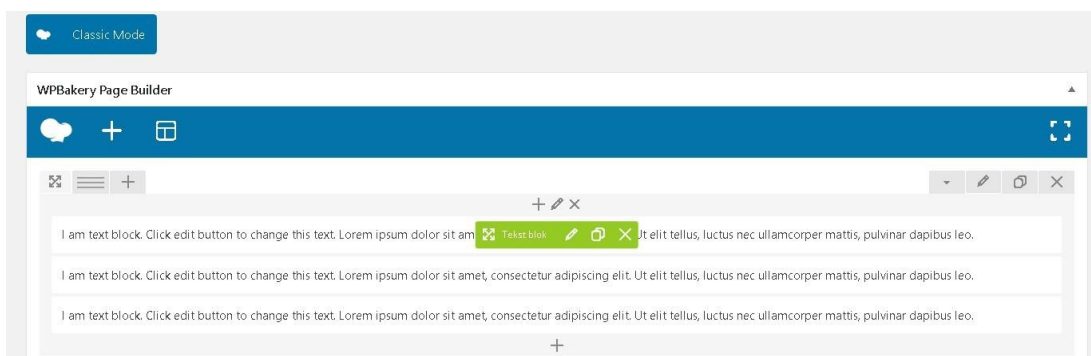 Classic Mode
WPBakery Page Builder
I am text block. Click edit button to change this text. Lorem ipsum dolor sit am Tekst blok Ut elit tellus, luctus nec ullamcorper mattis, pulvinar dapibus leo.
I am text block. Click edit button to change this text. Lorem ipsum dolor sit amet, consectetur adipiscing elit. Ut elit tellus, luctus nec ullamcorper mattis, pulvinar dapibus leo.
I am text block. Click edit button to change this text. Lorem ipsum dolor sit amet, consectetur adipiscing elit. Ut elit tellus, luctus nec ullamcorper mattis, pulvinar dapibus leo.